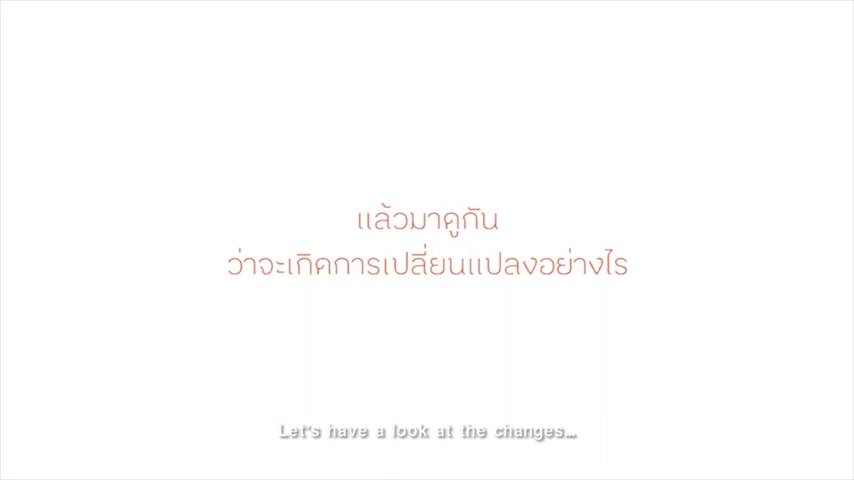 แล้วมาดูกัน
ว่าจะเกิดการเปลี่ยนแปลงอย่างไร
Let's have a look at the changes...